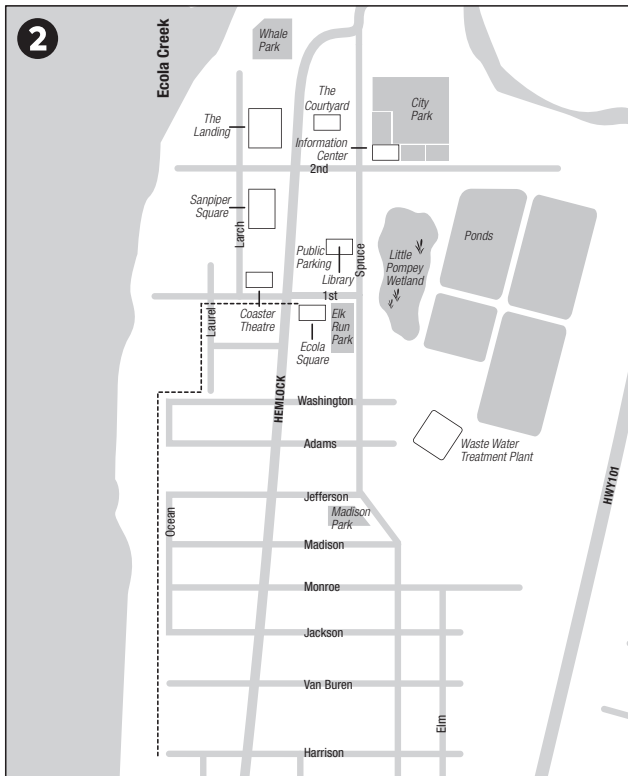 2
Ecola Creek
Whale
Park
The
Courtyard
City
Park
The
Landing
Information
Center
2nd
Sanpiper
Square
Larch
Public
Parking
Library
Spruce
Little
Pompey
Wetland
Ponds
1st
Laurel
Coaster
Theatre
Elk
Run
Park
Ecola
Square
HEMLOCK
Washington
Adams
Waste Water
Treatment Plant
HWY101
Jefferson
Madison
Park
Ocean
Madison
Monroe
Jackson
Van Buren
Elm
Harrison